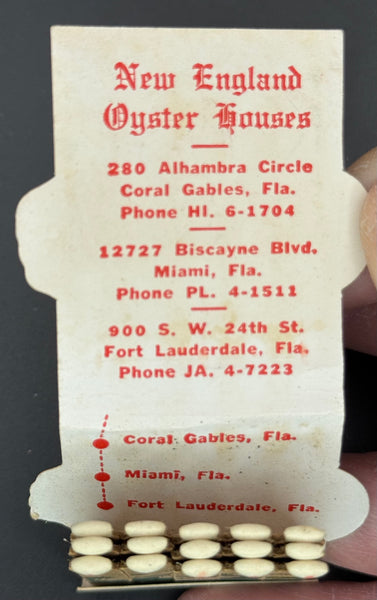 New England
Oyster Houses
280 Alhambra Circle
Coral Gables, Fla.
Phone HI. 6-1704
12727 Biscayne Blvd.
Miami, Fla.
Phone PL. 4-1511
900 S. W. 24th St.
Fort Lauderdale, Fla.
Phone JA. 4-7223
Coral Gables, Fla.
Miami, Fla.
Fort Lauderdale, Fla.